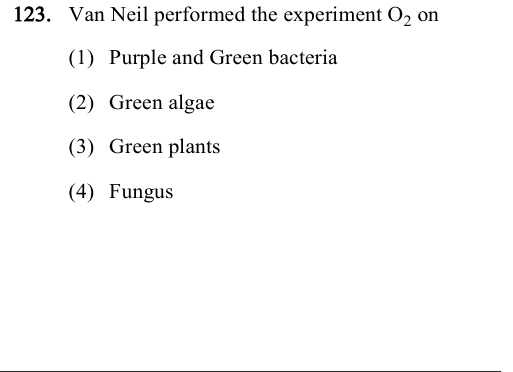 123. Van Neil performed the experiment O₂ on
(1) Purple and Green bacteria
(2) Green algae
(3) Green plants
(4) Fungus